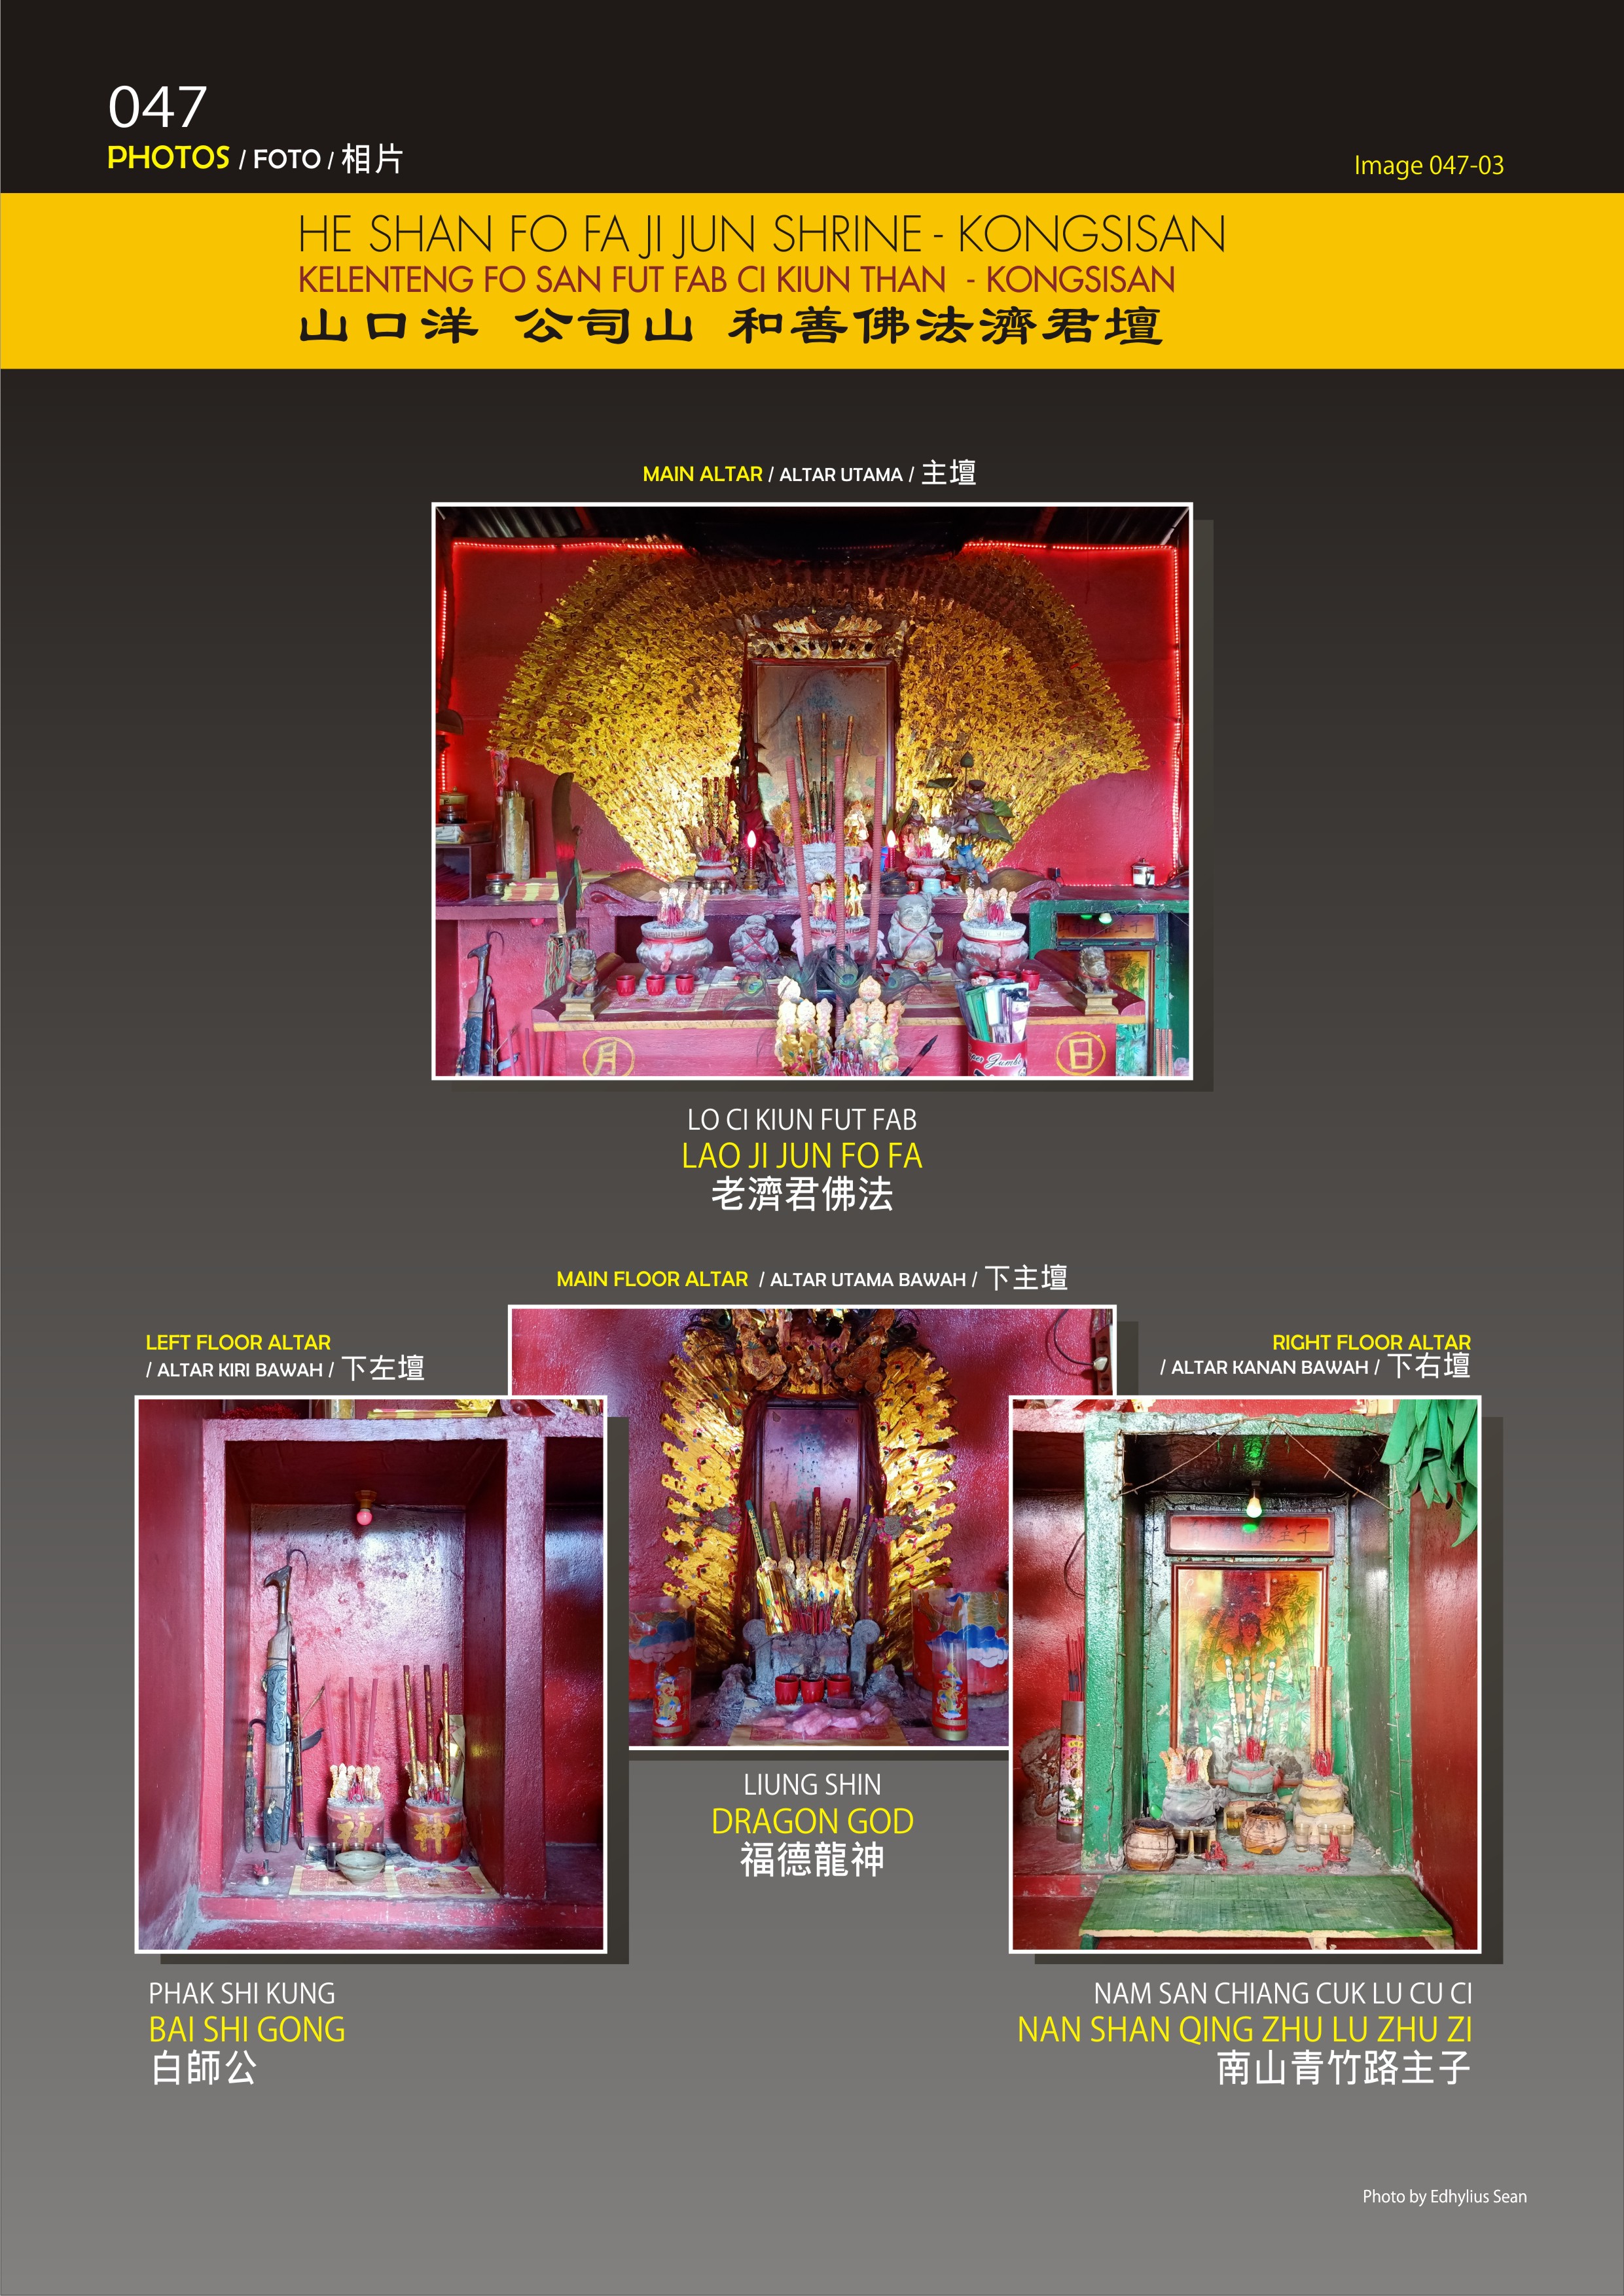 047
PHOTOS / FOTO / 相片
Image 047-03
HE SHAN FO FA JI JUN SHRINE - KONGSISAN
KELENTENG FO SAN FUT FAB CI KIUN THAN - KONGSISAN
山口洋 公司山 和善佛法濟君壇
MAIN ALTAR / ALTAR UTAMA / 主壇
月
日
LO CI KIUN FUT FAB
LAO JI JUN FO FA
老濟君佛法
MAIN FLOOR ALTAR / ALTAR UTAMA BAWAH / 下主壇
LEFT FLOOR ALTAR
/ ALTAR KIRI BAWAH / 下左壇
RIGHT FLOOR ALTAR
/ ALTAR KANAN BAWAH / 下右壇
主子
神 神
LIUNG SHIN
DRAGON GOD
福德龍神
PHAK SHI KUNG
BAI SHI GONG
白師公
NAM SAN CHIANG CUK LU CU CI
NAN SHAN QING ZHU LU ZHU ZI
南山青竹路主子
Photo by Edhylius Sean